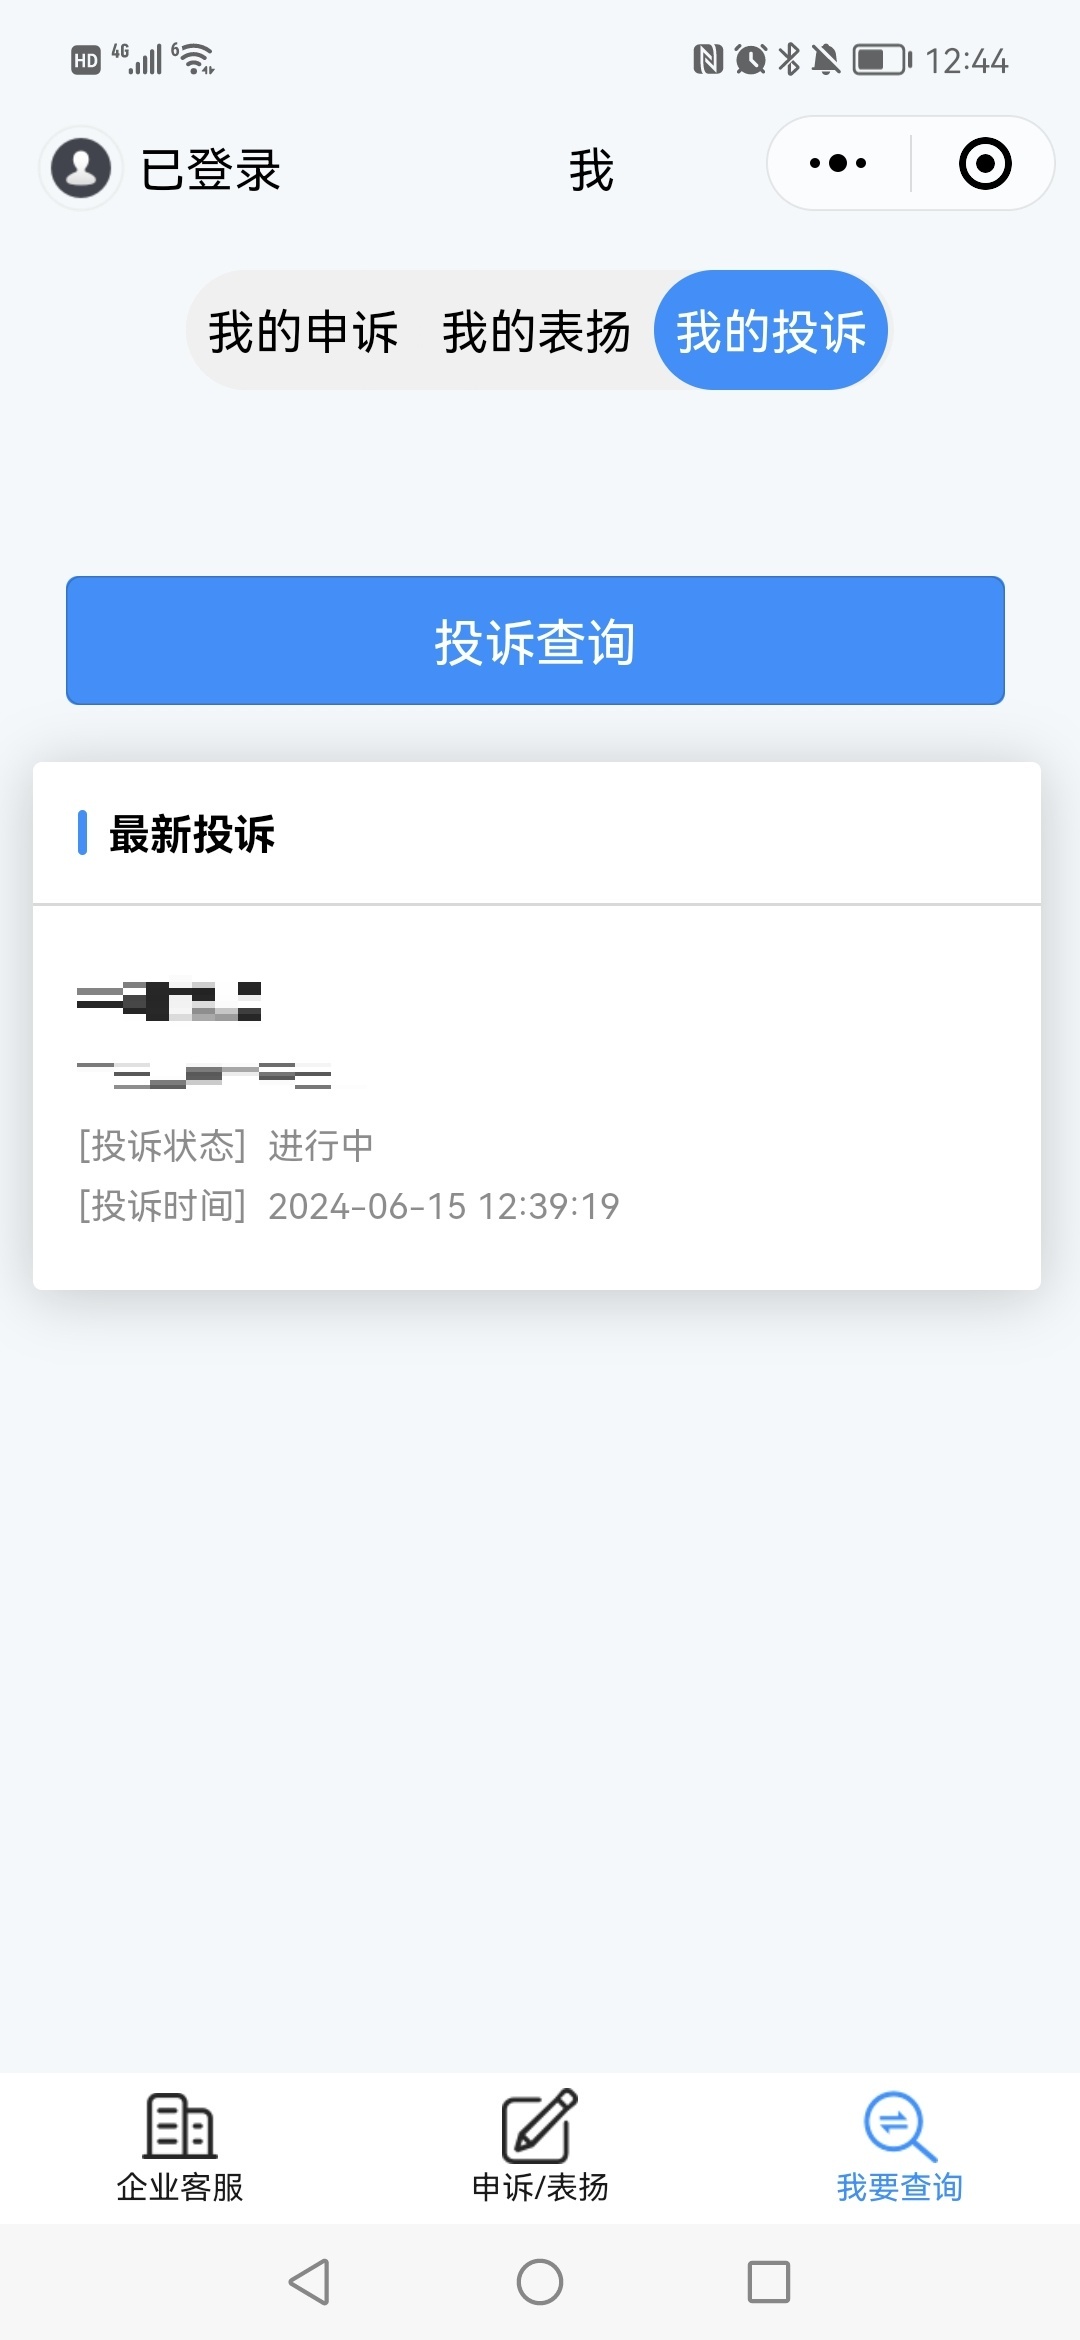 HD 4G 6 12:44
已登录 我
我的申诉 我的表扬 我的投诉
投诉查询
最新投诉
[投诉状态] 进行中
[投诉时间] 2024-06-15 12:39:19
企业客服 申诉/表扬 我要查询